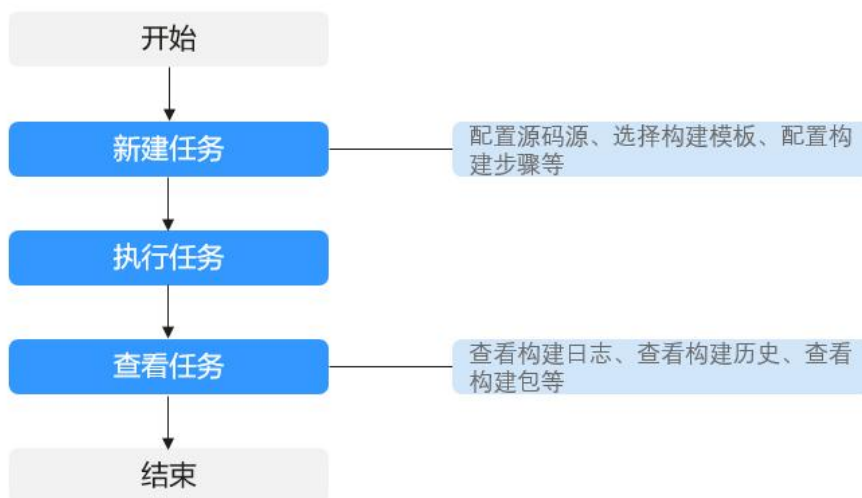 开始
新建任务
配置源码源、选择构建模板、配置构
建步骤等
执行任务
查看任务
查看构建日志、查看构建历史、查看
构建包等
结束